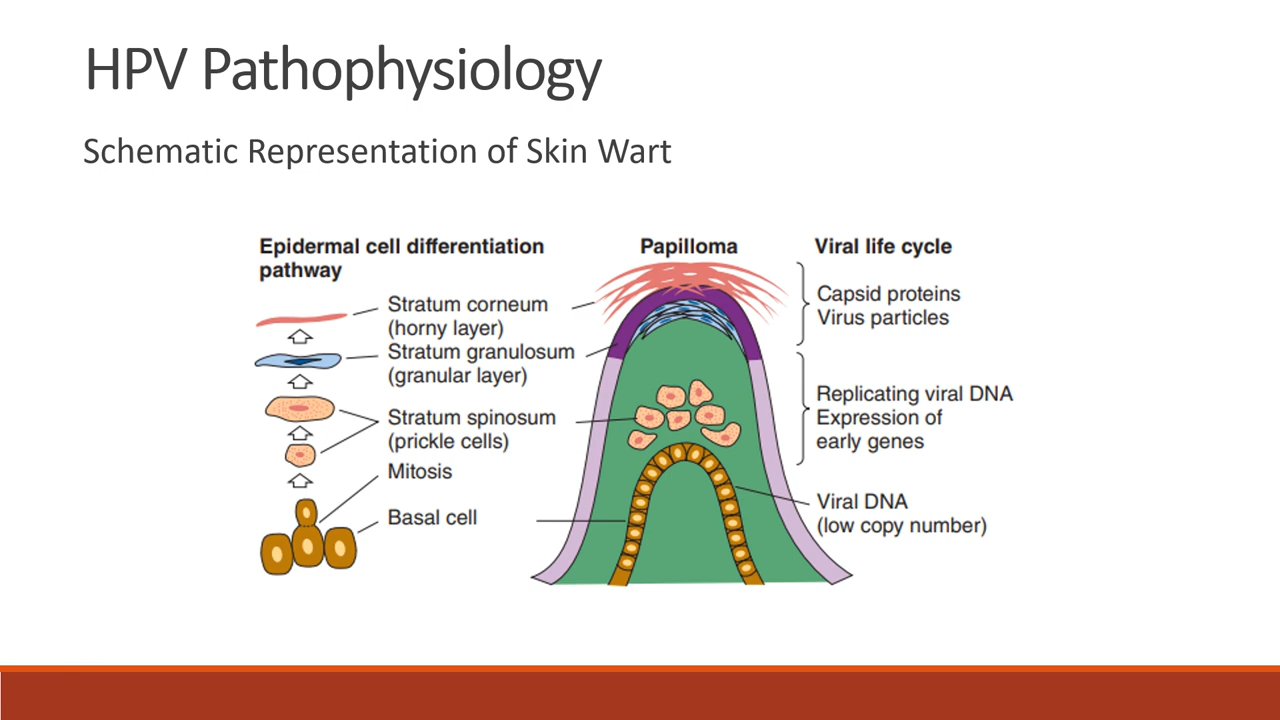 HPV Pathophysiology
Schematic Representation of Skin Wart
Epidermal cell differentiation
pathway
Stratum corneum
(horny layer)
Stratum granulosum
(granular layer)
Stratum spinosum
(prickle cells)
Mitosis
Basal cell
Papilloma
Viral life cycle
Capsid proteins
Virus particles
Replicating viral DNA
Expression of
early genes
Viral DNA
(low copy number)